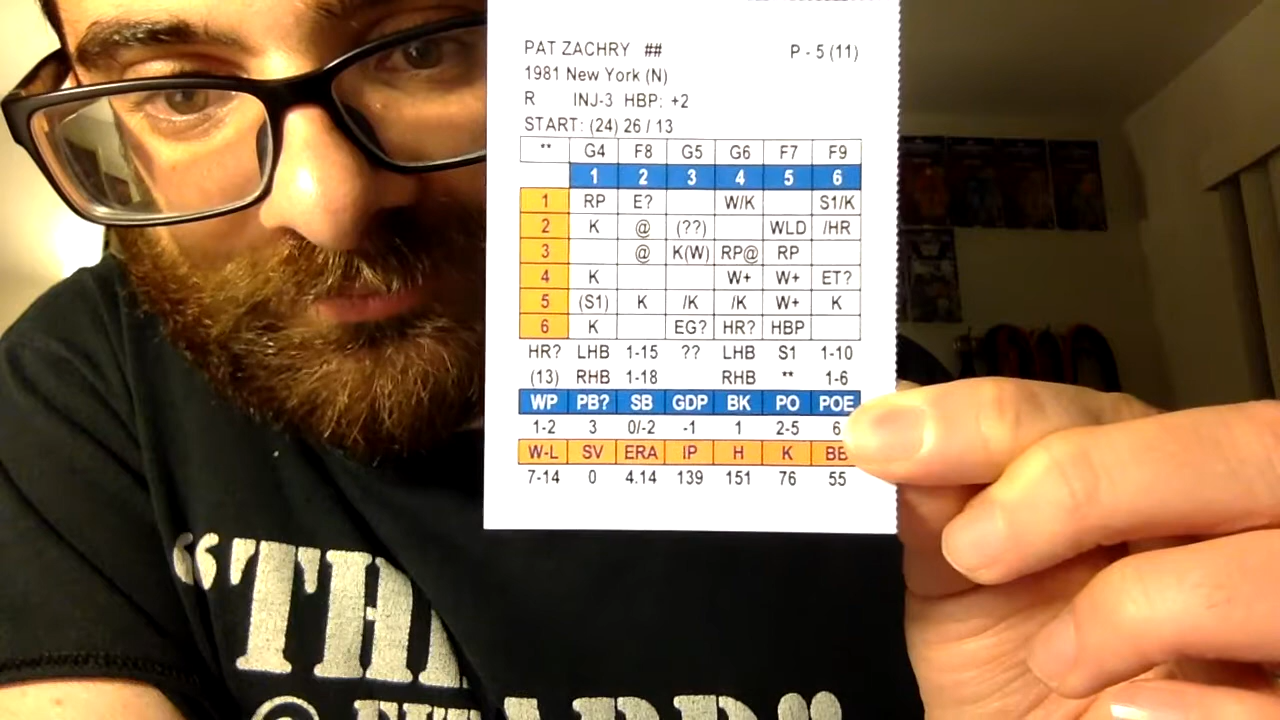 PAT ZACHRY ## P - 5 (11)
1981 New York (N)
R INJ-3 HBP: +2
START: (24) 26 / 13
** G4 F8 G5 G6 F7 F9
1 2 3 4 5 6
1 RP E? W/K S1/K
2 K @ (??) WLD /HR
3 @ K(W) RP@ RP
4 K W+ W+ ET?
5 (S1) K /K /K W+ K
6 K EG? HR? HBP
HR? LHB 1-15 ?? LHB S1 1-10
(13) RHB 1-18 RHB ** 1-6
WP PB? SB GDP BK PO POE
1-2 3 0/-2 -1 1 2-5 6
W-L SV ERA IP H K BB
7-14 0 4.14 139 151 76 55